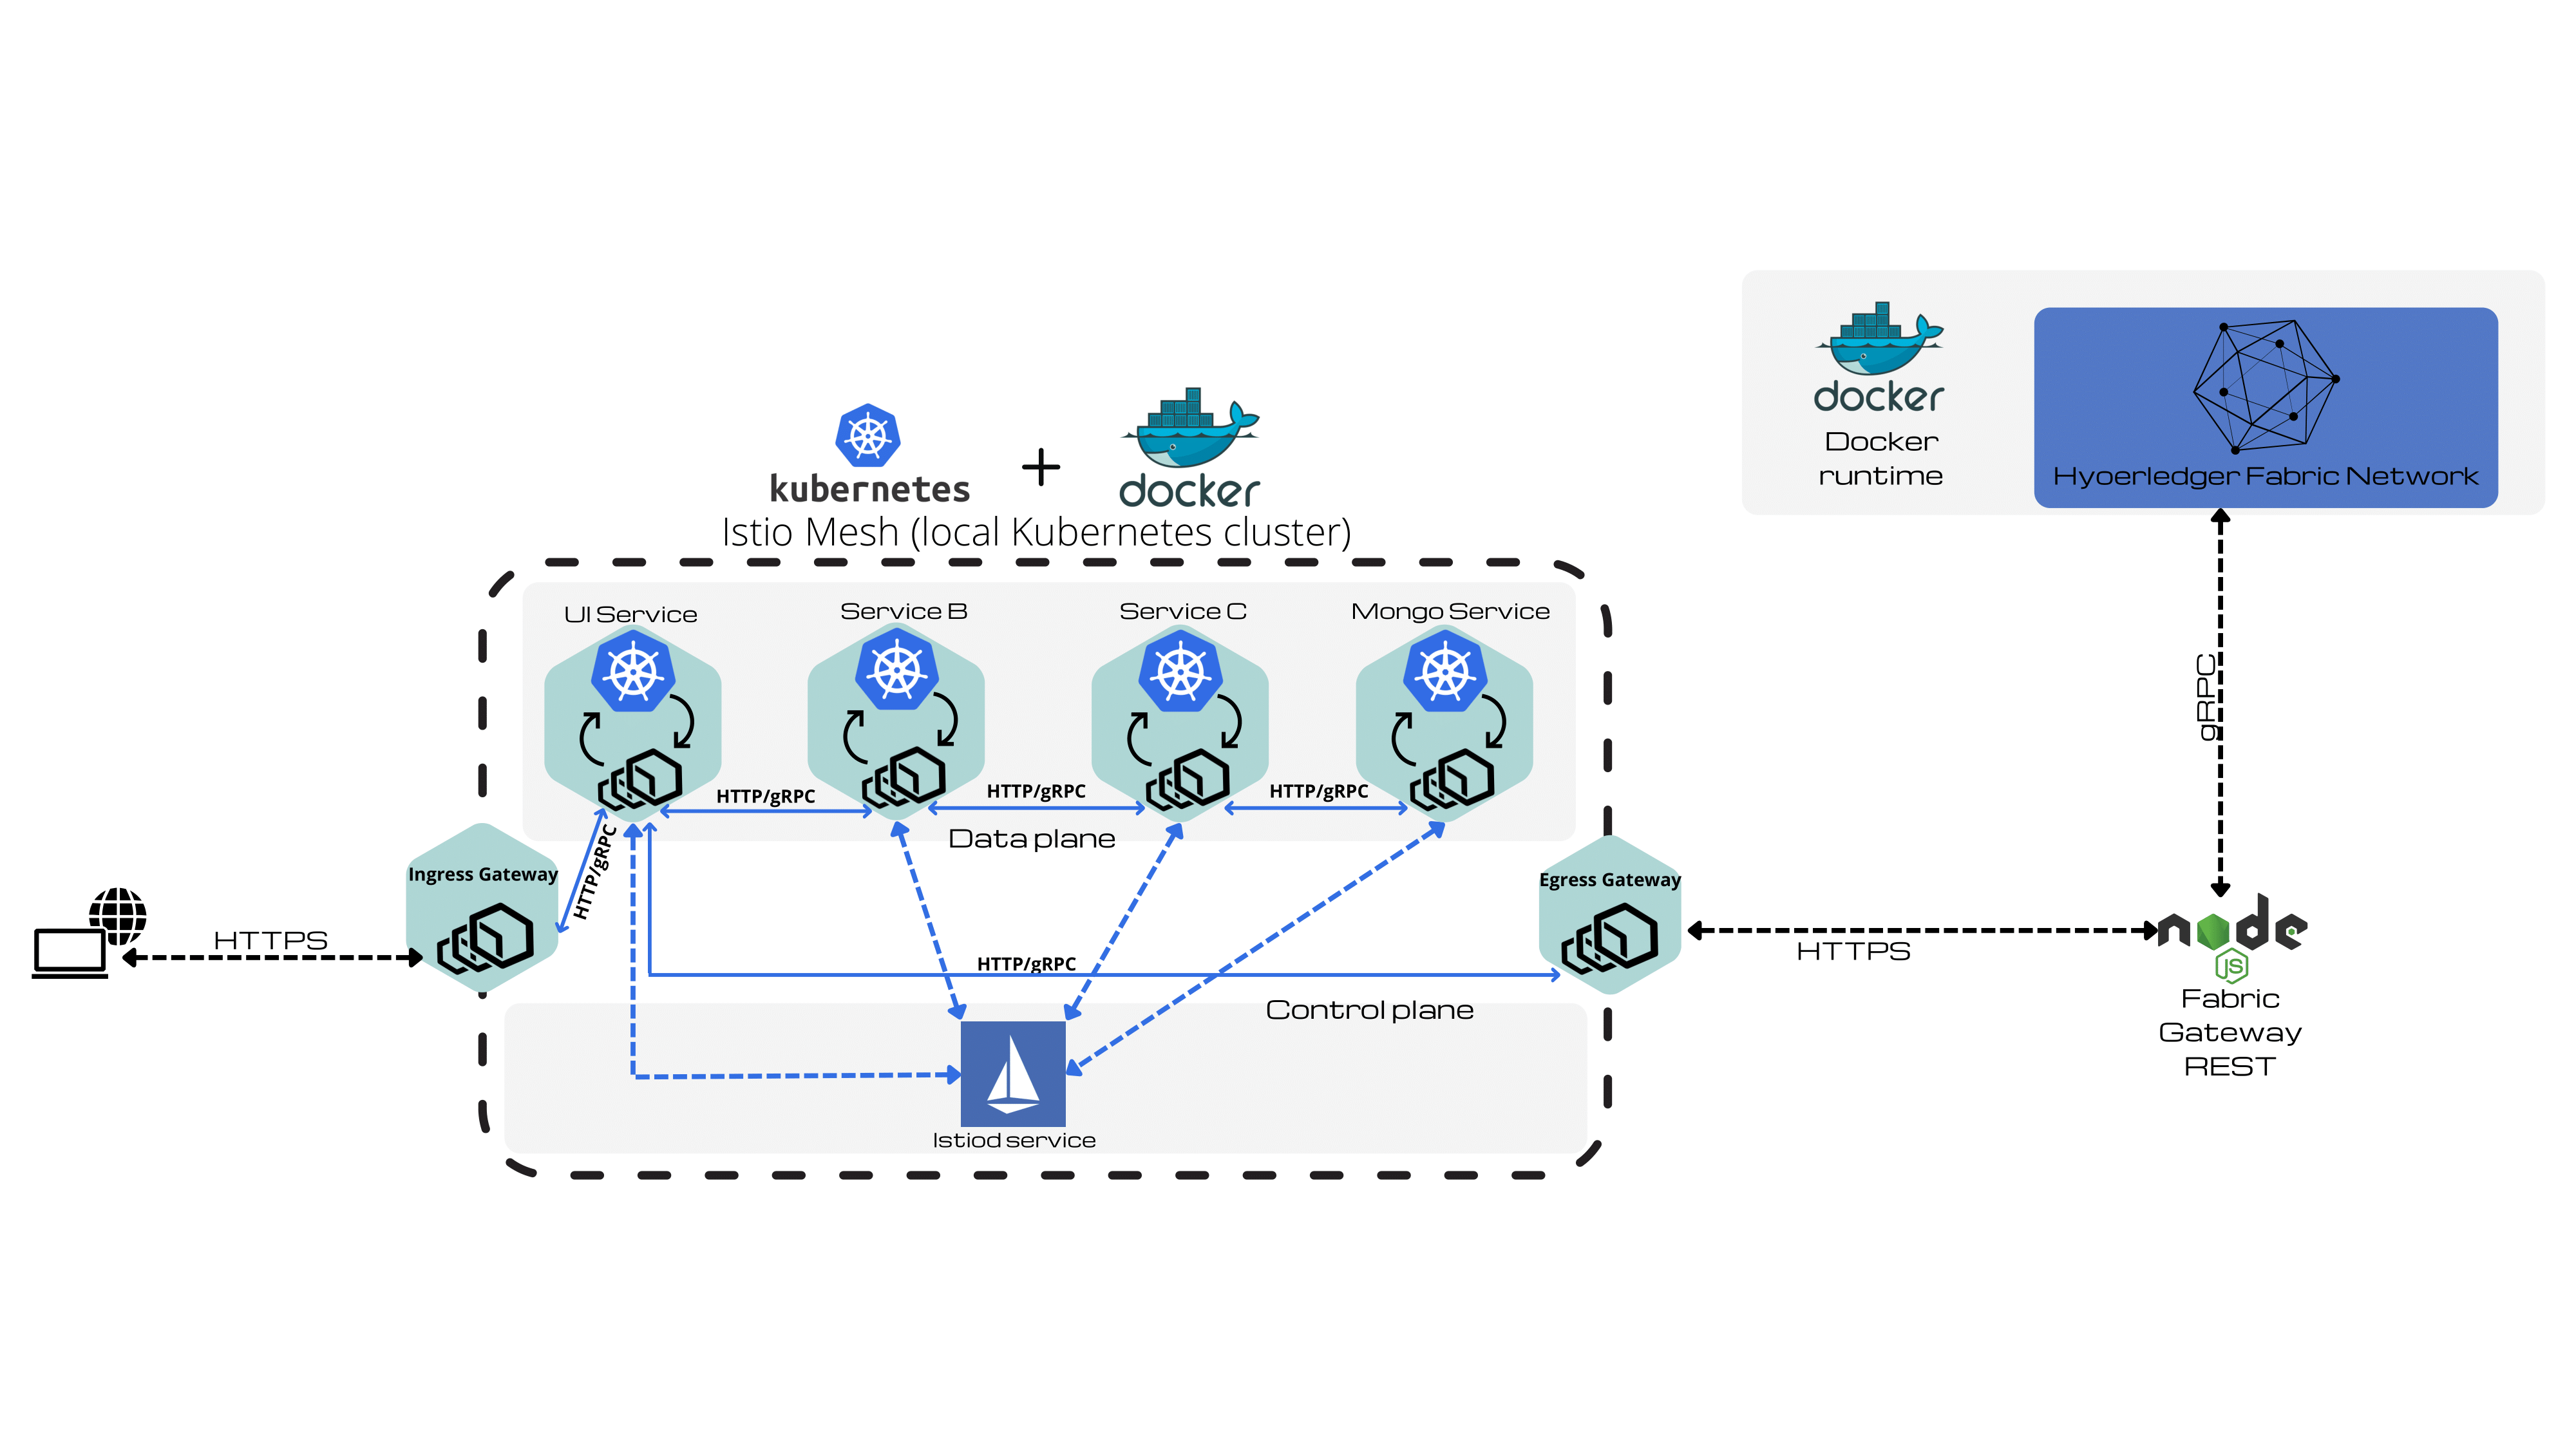 kubernetes
+
docker
Istio Mesh (local Kubernetes cluster)
UI Service
Service B
Service C
Mongo Service
HTTP/gRPC
HTTP/gRPC
HTTP/gRPC
Data plane
HTTP/gRPC
Ingress Gateway
HTTPS
HTTP/gRPC
Egress Gateway
Control plane
Istiod service
HTTPS
docker
Docker
runtime
Hyoerledger Fabric Network
gRPC
node
JS
Fabric
Gateway
REST